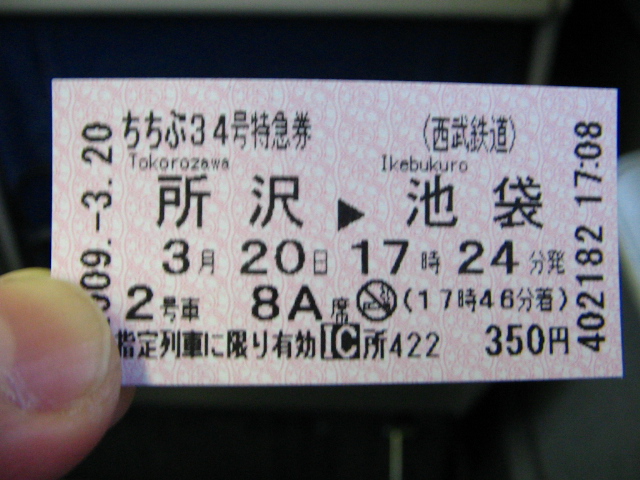 ちちぶ34号特急券 (西武鉄道)
Tokorozawa Ikebukuro
所沢▶池袋
3月20日17時24分発
2号車 8A席 (17時46分着)
指定列車に限り有効 IC 所422 350円
009.-3.20
402182 17:08